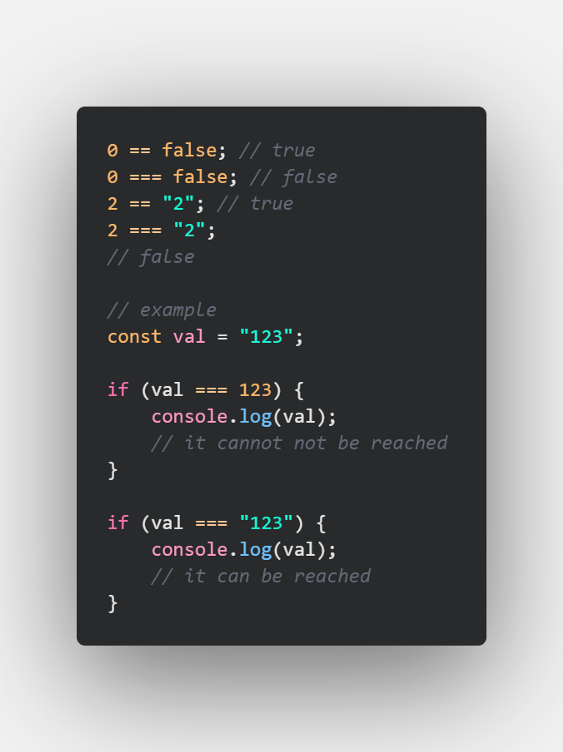 0 == false; // true
0 === false; // false
2 == "2"; // true
2 === "2";
// false
// example
const val = "123";
if (val === 123) {
    console.log(val);
    // it cannot not be reached
}
if (val === "123") {
    console.log(val);
    // it can be reached
}